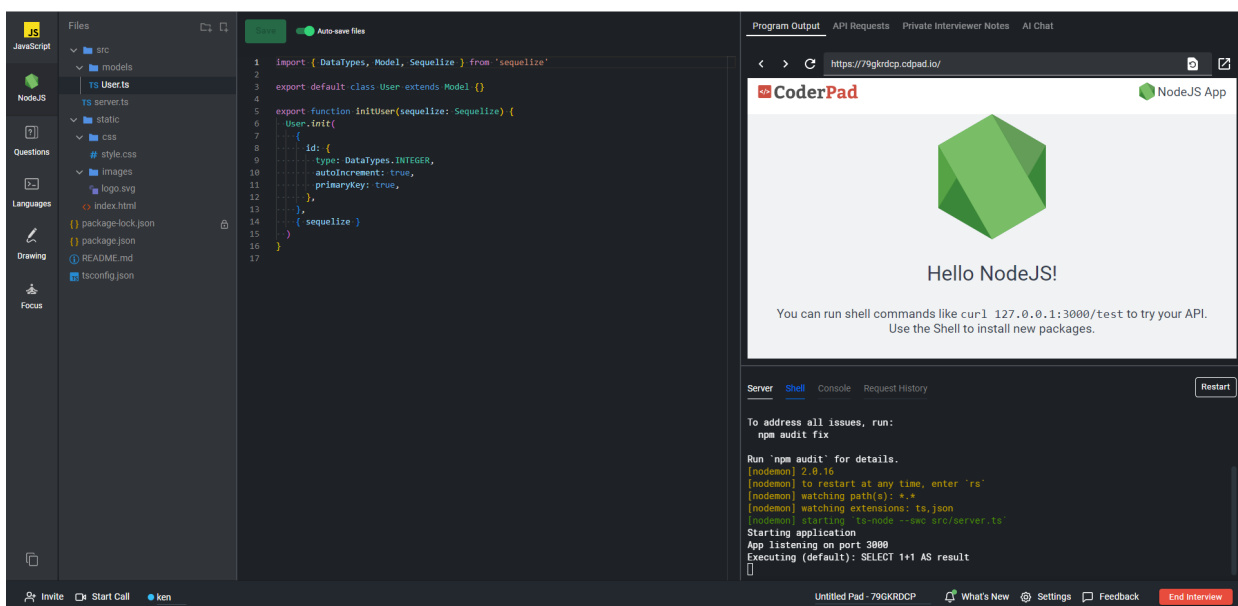 JS
JavaScript
NodeJS
Questions
Languages
Drawing
Focus
Files
src
models
TS User.ts
TS server.ts
static
css
# style.css
images
logo.svg
<> index.html
{} package-lock.json
{} package.json
README.md
tsconfig.json
Save
Auto-save files
1 import { DataTypes, Model, Sequelize } from 'sequelize'
2
3 export default class User extends Model {}
4
5 export function initUser(sequelize: Sequelize) {
6 User.init(
7 {
8 id: {
9 type: DataTypes.INTEGER,
10 autoIncrement: true,
11 primaryKey: true,
12 },
13 },
14 { sequelize }
15 )
16 }
17
Program Output API Requests Private Interviewer Notes AI Chat
https://79gkrdcp.cdpad.io/
CoderPad
NodeJS App
Hello NodeJS!
You can run shell commands like curl 127.0.0.1:3000/test to try your API.
Use the Shell to install new packages.
Server Shell Console Request History
Restart
To address all issues, run:
npm audit fix
Run `npm audit` for details.
[nodemon] 2.0.16
[nodemon] to restart at any time, enter `rs`
[nodemon] watching path(s): *.*
[nodemon] watching extensions: ts,json
[nodemon] starting `ts-node --swc src/server.ts`
Starting application
App listening on port 3000
Executing (default): SELECT 1+1 AS result
Invite Start Call ken
Untitled Pad - 79GKRDCP What's New Settings Feedback End Interview